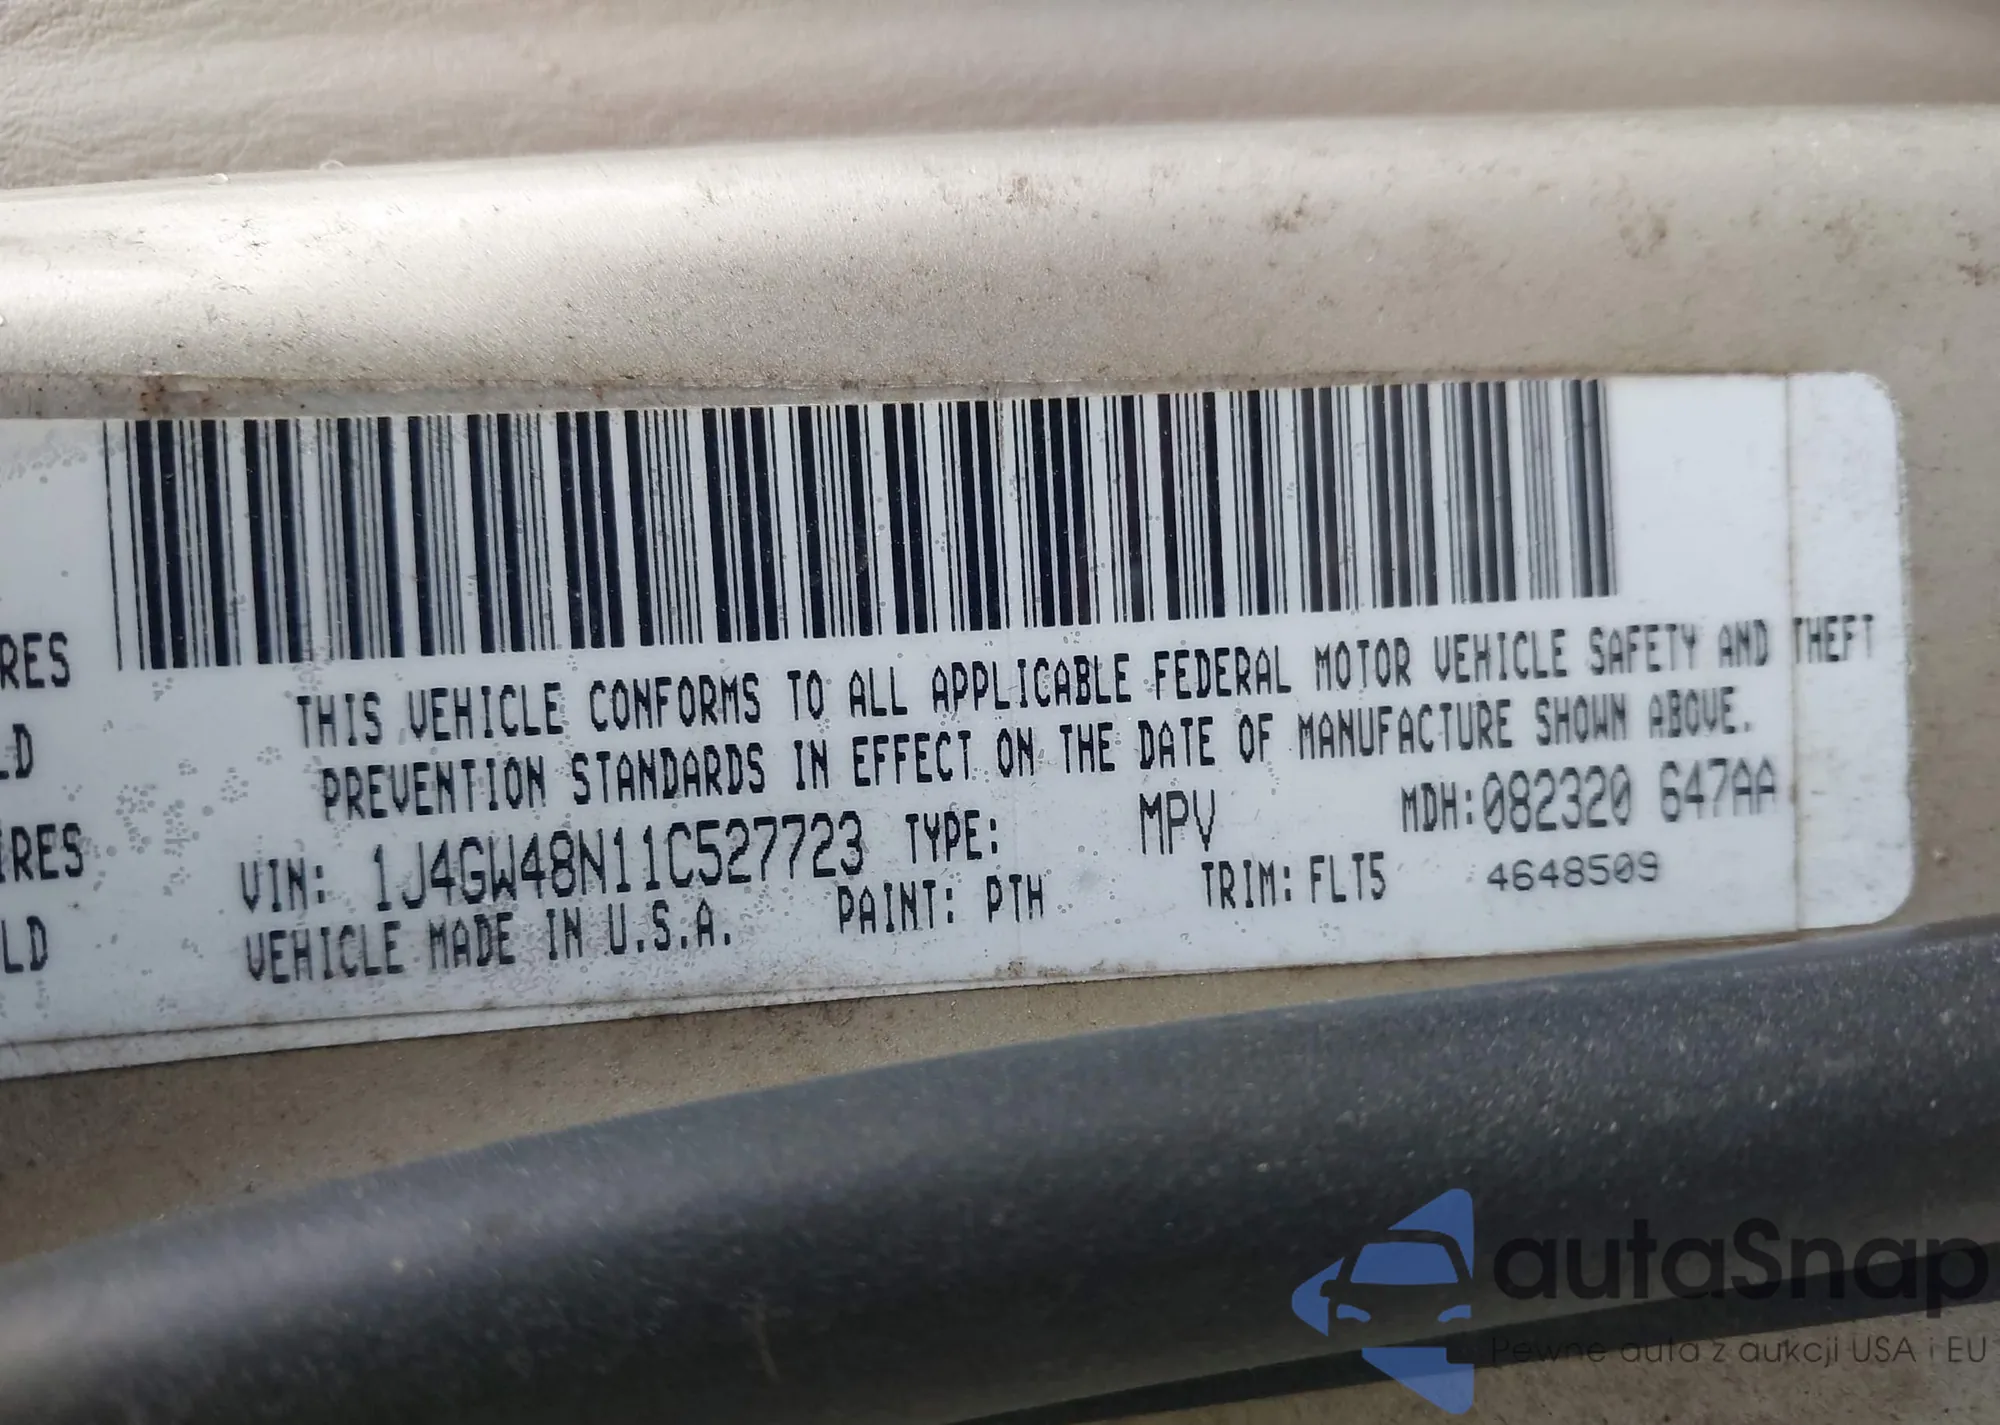 RES
LD
IRES
LD
THIS VEHICLE CONFORMS TO ALL APPLICABLE FEDERAL MOTOR VEHICLE SAFETY AND THEFT
PREVENTION STANDARDS IN EFFECT ON THE DATE OF MANUFACTURE SHOWN ABOVE.
VIN: 1J4GW48N11C527723 TYPE: MPV MDH:082320 647AA
VEHICLE MADE IN U.S.A. PAINT: PTH TRIM: FLT5 4648509
autaSnap
Pewne auta z aukcji USA i EU